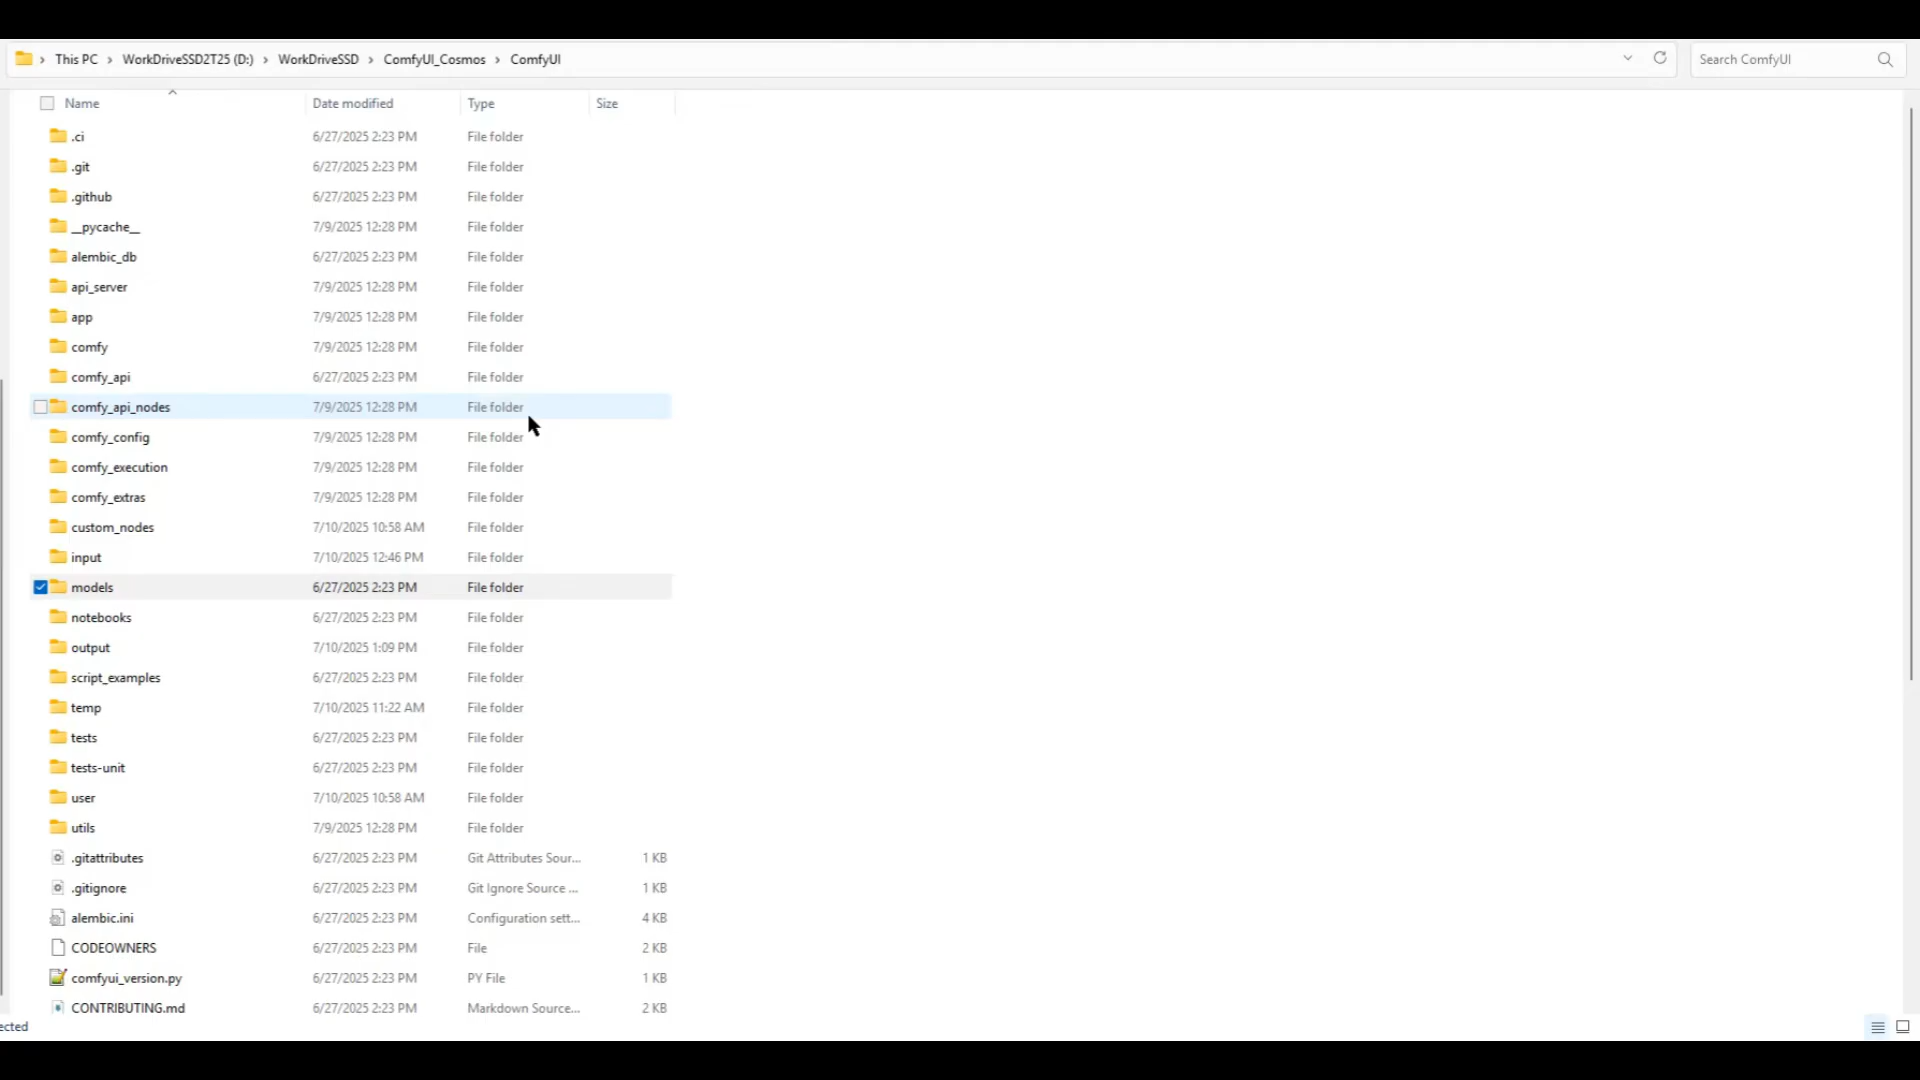 This PC > WorkDriveSSD2T25 (D:) > WorkDriveSSD > ComfyUI_Cosmos > ComfyUI
Search ComfyUI
Name Date modified Type Size
.ci 6/27/2025 2:23 PM File folder
.git 6/27/2025 2:23 PM File folder
.github 6/27/2025 2:23 PM File folder
__pycache__ 7/9/2025 12:28 PM File folder
alembic_db 6/27/2025 2:23 PM File folder
api_server 7/9/2025 12:28 PM File folder
app 7/9/2025 12:28 PM File folder
comfy 7/9/2025 12:28 PM File folder
comfy_api 6/27/2025 2:23 PM File folder
comfy_api_nodes 7/9/2025 12:28 PM File folder
comfy_config 7/9/2025 12:28 PM File folder
comfy_execution 7/9/2025 12:28 PM File folder
comfy_extras 7/9/2025 12:28 PM File folder
custom_nodes 7/10/2025 10:58 AM File folder
input 7/10/2025 12:46 PM File folder
models 6/27/2025 2:23 PM File folder
notebooks 6/27/2025 2:23 PM File folder
output 7/10/2025 1:09 PM File folder
script_examples 6/27/2025 2:23 PM File folder
temp 7/10/2025 11:22 AM File folder
tests 6/27/2025 2:23 PM File folder
tests-unit 6/27/2025 2:23 PM File folder
user 7/10/2025 10:58 AM File folder
utils 7/9/2025 12:28 PM File folder
.gitattributes 6/27/2025 2:23 PM Git Attributes Sour... 1 KB
.gitignore 6/27/2025 2:23 PM Git Ignore Source ... 1 KB
alembic.ini 6/27/2025 2:23 PM Configuration sett... 4 KB
CODEOWNERS 6/27/2025 2:23 PM File 2 KB
comfyui_version.py 6/27/2025 2:23 PM PY File 1 KB
CONTRIBUTING.md 6/27/2025 2:23 PM Markdown Source... 2 KB
ected